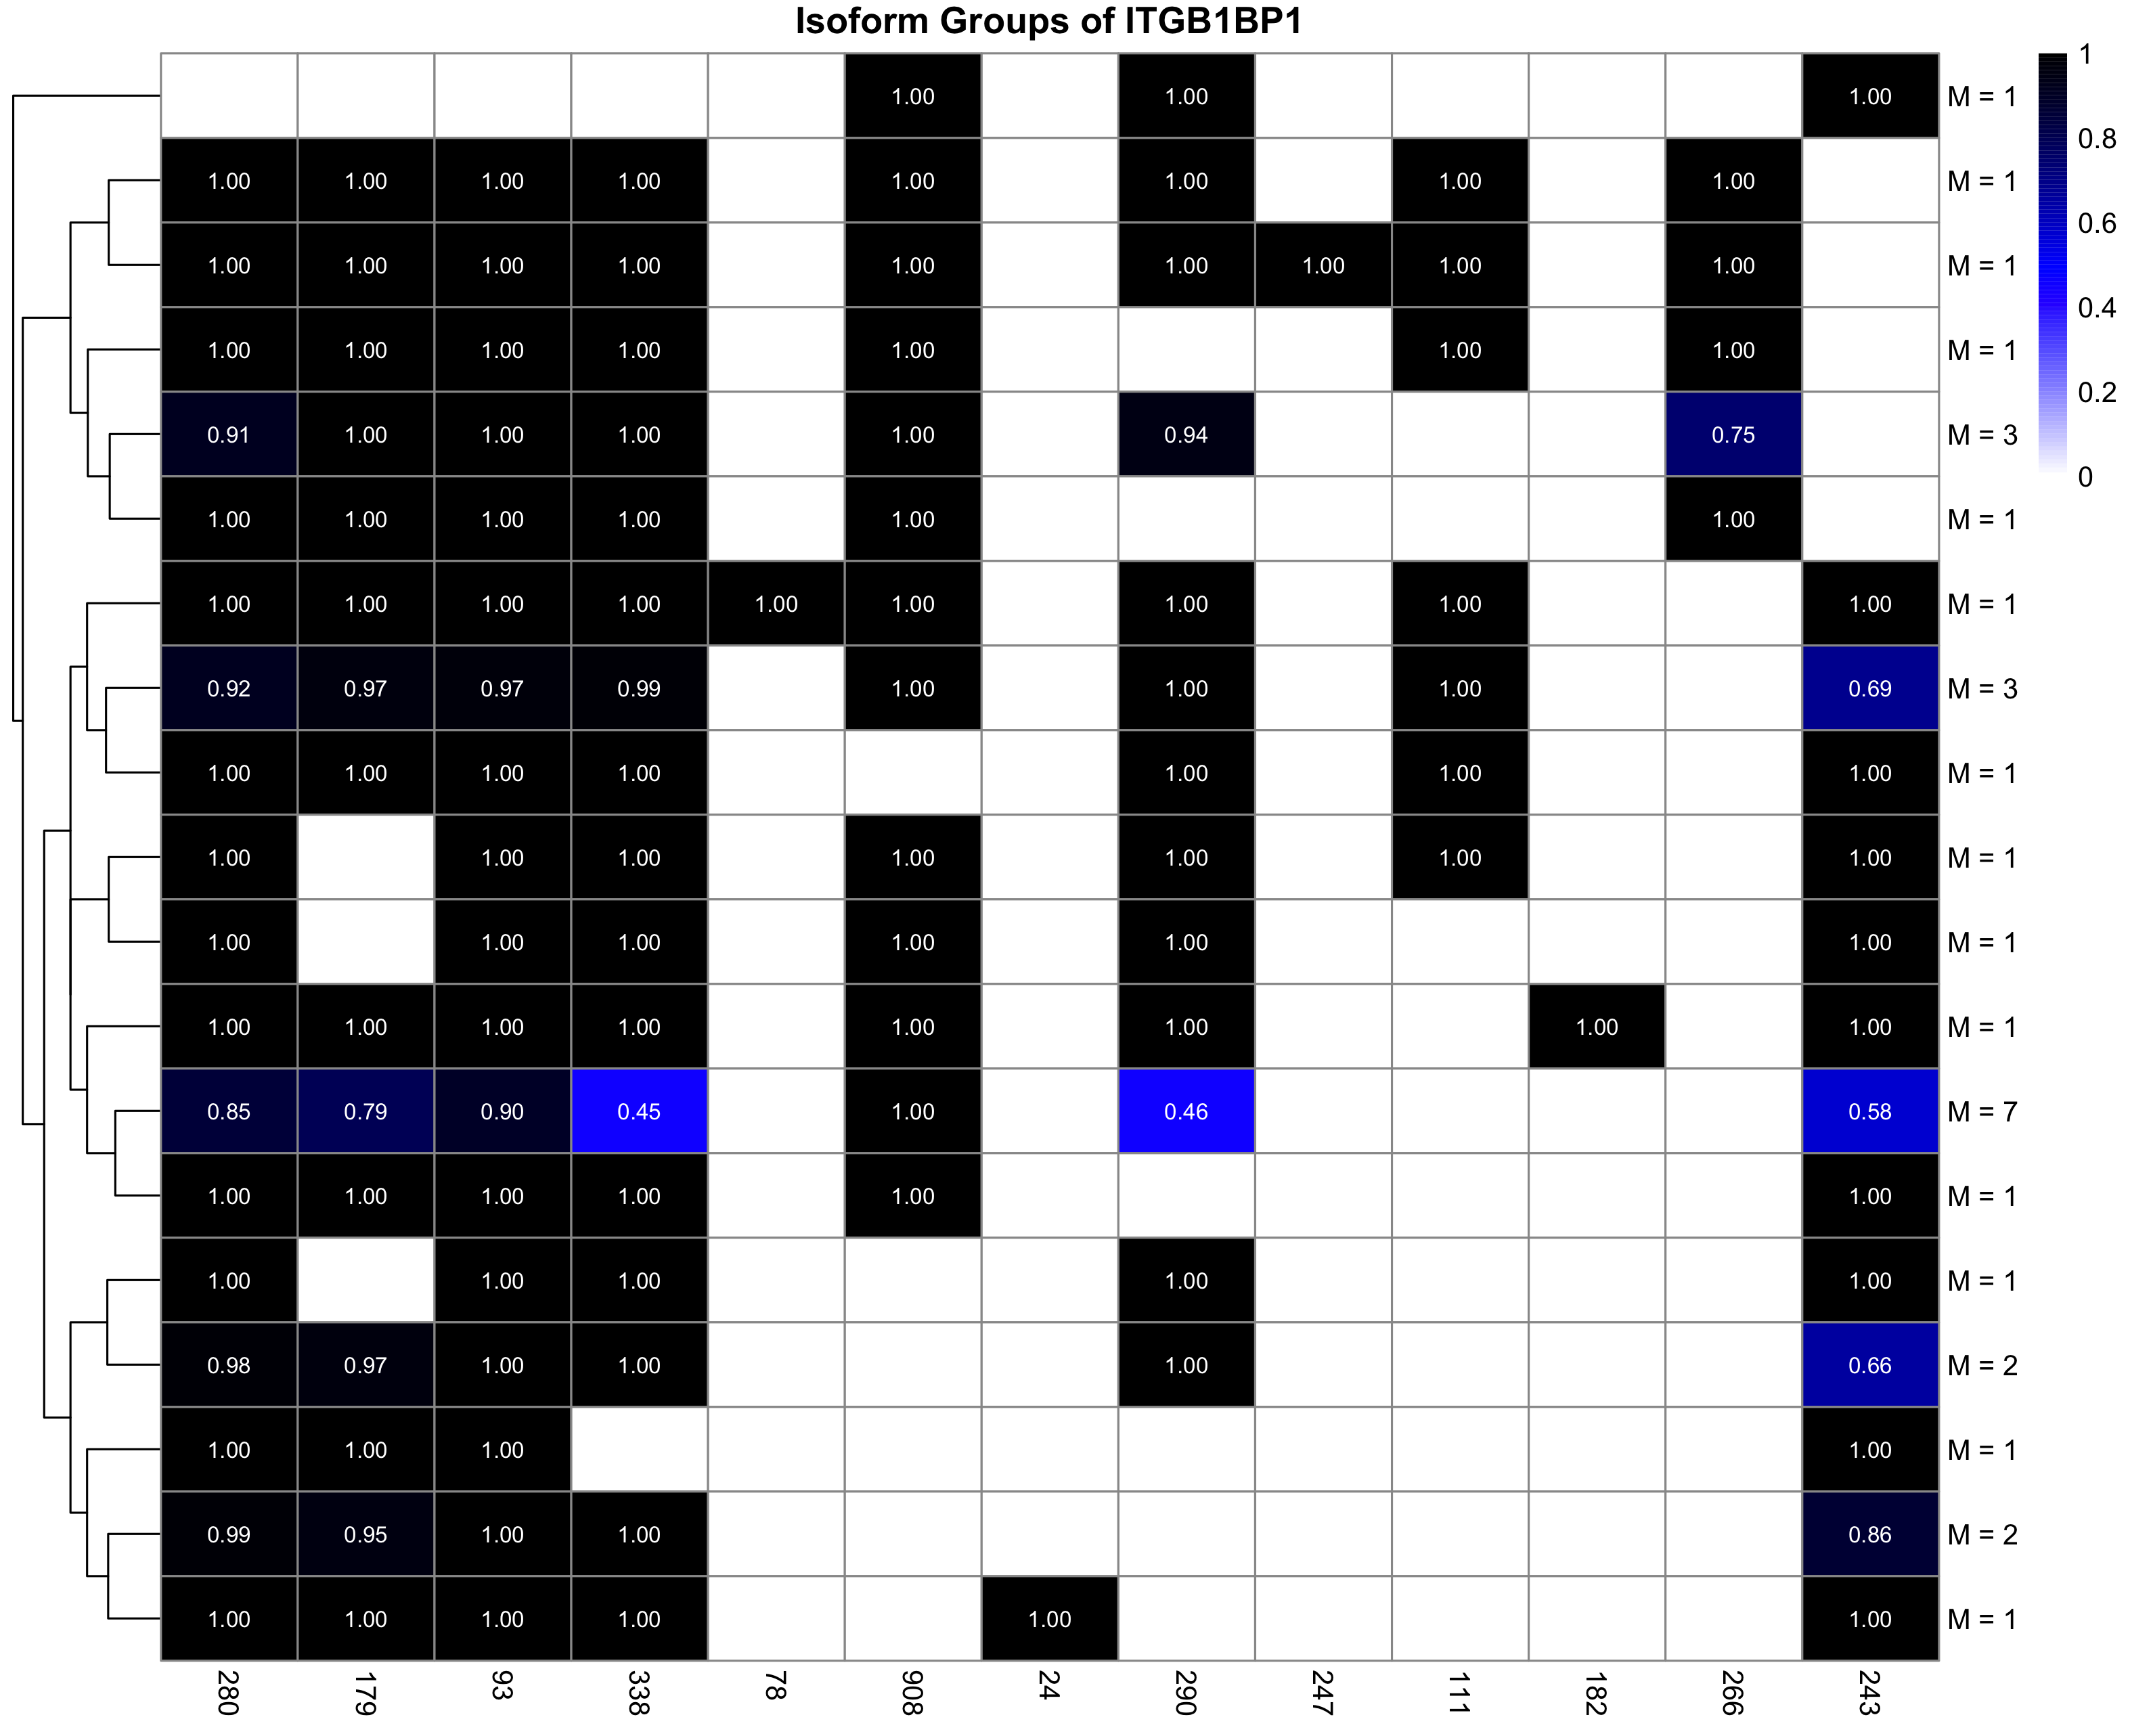 Isoform Groups of ITGB1BP1
1.00 1.00 1.00 M = 1
1.00 1.00 1.00 1.00 1.00 1.00 1.00 1.00 M = 1
1.00 1.00 1.00 1.00 1.00 1.00 1.00 1.00 1.00 M = 1
1.00 1.00 1.00 1.00 1.00 1.00 1.00 M = 1
0.91 1.00 1.00 1.00 1.00 0.94 0.75 M = 3
1.00 1.00 1.00 1.00 1.00 1.00 M = 1
1.00 1.00 1.00 1.00 1.00 1.00 1.00 1.00 1.00 M = 1
0.92 0.97 0.97 0.99 1.00 1.00 1.00 0.69 M = 3
1.00 1.00 1.00 1.00 1.00 1.00 1.00 M = 1
1.00 1.00 1.00 1.00 1.00 1.00 1.00 M = 1
1.00 1.00 1.00 1.00 1.00 1.00 M = 1
1.00 1.00 1.00 1.00 1.00 1.00 1.00 1.00 M = 1
0.85 0.79 0.90 0.45 1.00 0.46 0.58 M = 7
1.00 1.00 1.00 1.00 1.00 1.00 M = 1
1.00 1.00 1.00 1.00 1.00 M = 1
0.98 0.97 1.00 1.00 1.00 0.66 M = 2
1.00 1.00 1.00 1.00 M = 1
0.99 0.95 1.00 1.00 0.86 M = 2
1.00 1.00 1.00 1.00 1.00 1.00 M = 1
280 179 93 338 78 908 24 290 247 111 182 266 243
1
0.8
0.6
0.4
0.2
0